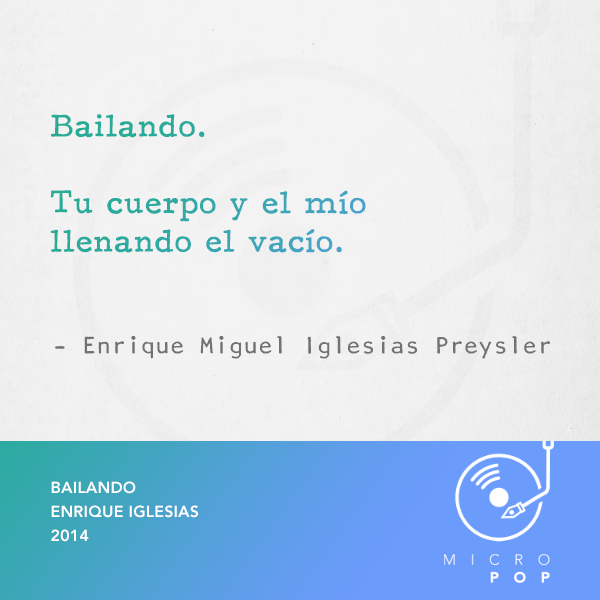 Bailando.
Tu cuerpo y el mío
llenando el vacío.
- Enrique Miguel Iglesias Preysler
BAILANDO
ENRIQUE IGLESIAS
2014
MICRO
POP